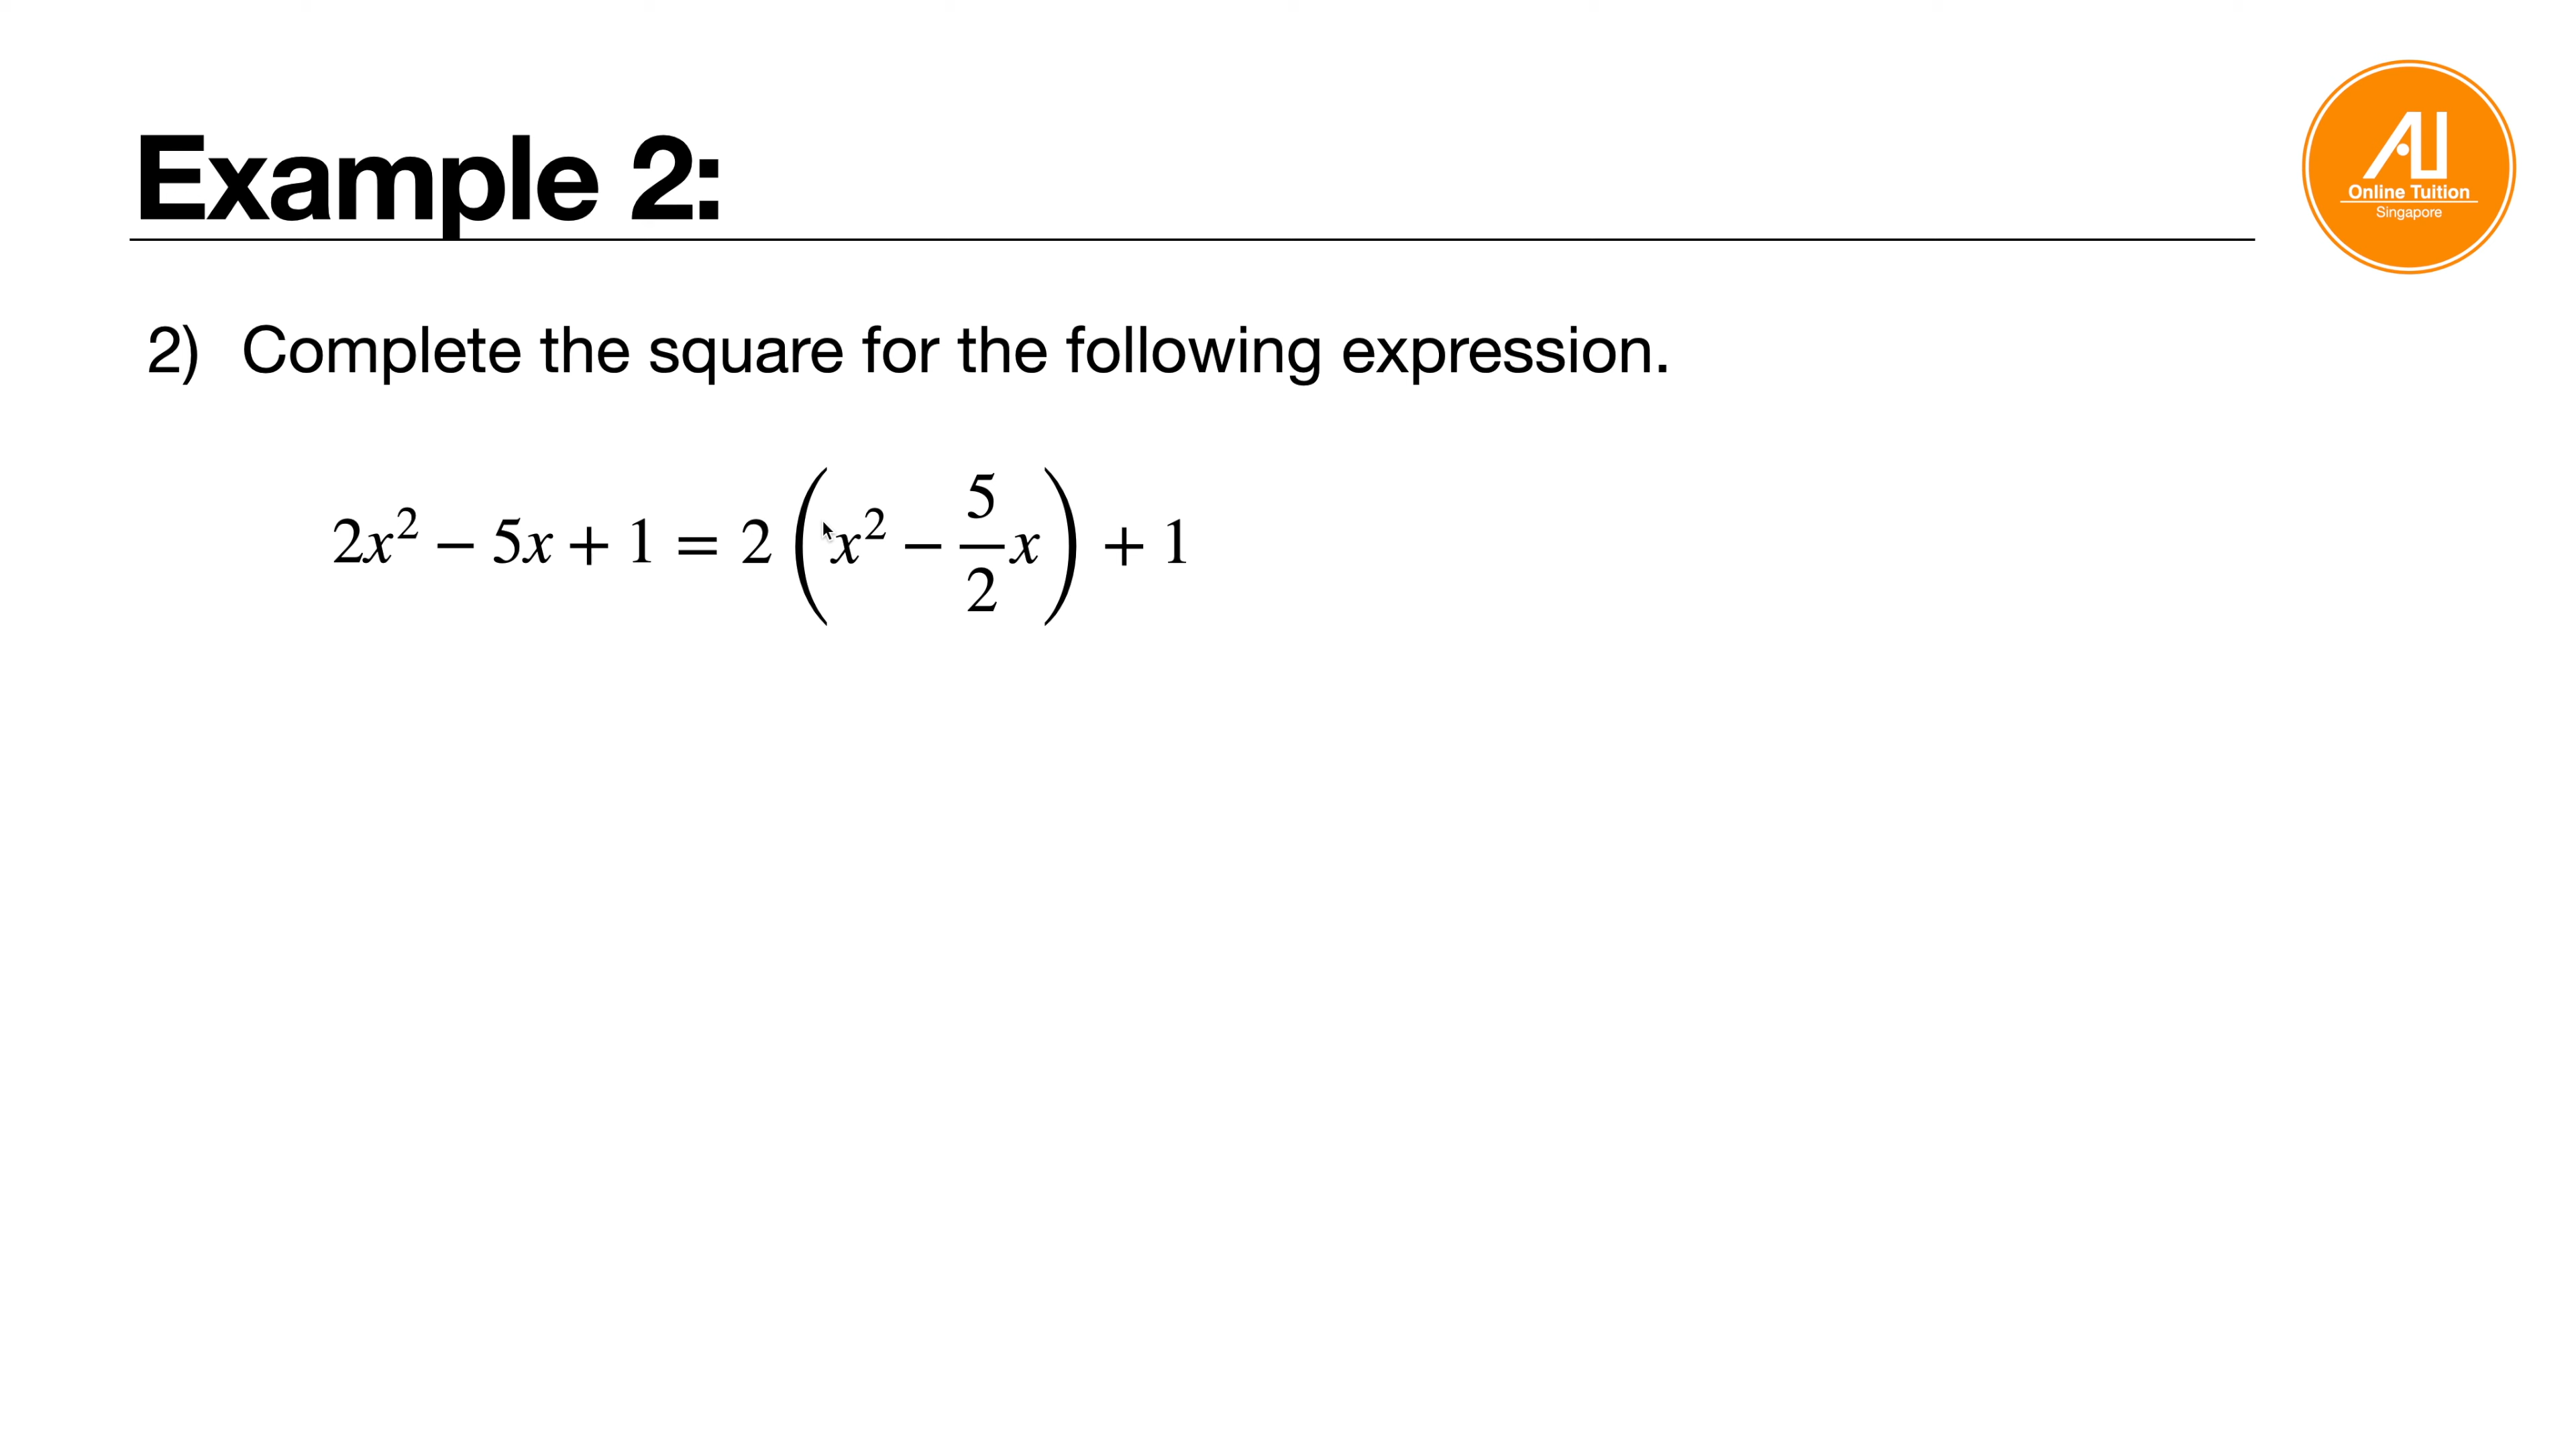 Example 2:
AU
Online Tuition
Singapore
2) Complete the square for the following expression.
2x² − 5x + 1 = 2 (x² − 5/2 x) + 1